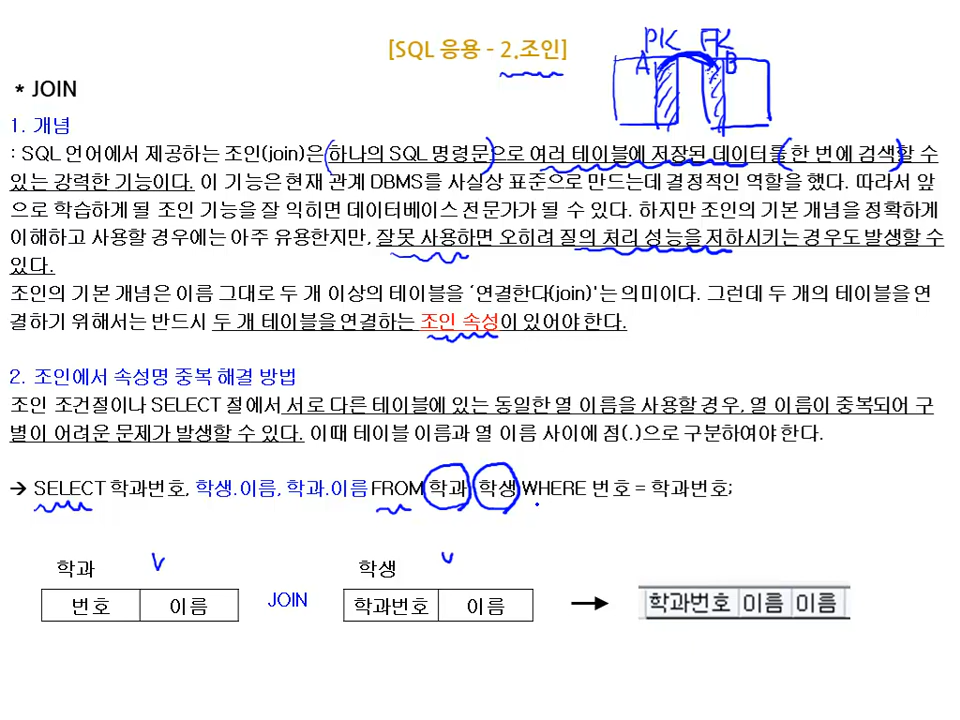 [SQL 응용 - 2.조인]
PK FK
A B
* JOIN
1. 개념
: SQL 언어에서 제공하는 조인(join)은 하나의 SQL 명령문으로 여러 테이블에 저장된 데이터를 한 번에 검색할 수
있는 강력한 기능이다. 이 기능은 현재 관계 DBMS를 사실상 표준으로 만드는데 결정적인 역할을 했다. 따라서 앞
으로 학습하게 될 조인 기능을 잘 익히면 데이터베이스 전문가가 될 수 있다. 하지만 조인의 기본 개념을 정확하게
이해하고 사용할 경우에는 아주 유용한지만, 잘못 사용하면 오히려 질의 처리 성능을 저하시키는 경우도 발생할 수
있다.
조인의 기본 개념은 이름 그대로 두 개 이상의 테이블을 ‘연결한다(join)'는 의미이다. 그런데 두 개의 테이블을 연
결하기 위해서는 반드시 두 개 테이블을 연결하는 조인 속성이 있어야 한다.
2. 조인에서 속성명 중복 해결 방법
조인 조건절이나 SELECT 절에서 서로 다른 테이블에 있는 동일한 열 이름을 사용할 경우, 열 이름이 중복되어 구
별이 어려운 문제가 발생할 수 있다. 이때 테이블 이름과 열 이름 사이에 점(.)으로 구분하여야 한다.
→ SELECT 학과번호, 학생.이름, 학과.이름 FROM 학과 학생 WHERE 번호 = 학과번호;
학과 학생
번호 이름 JOIN 학과번호 이름 → 학과번호 이름 이름